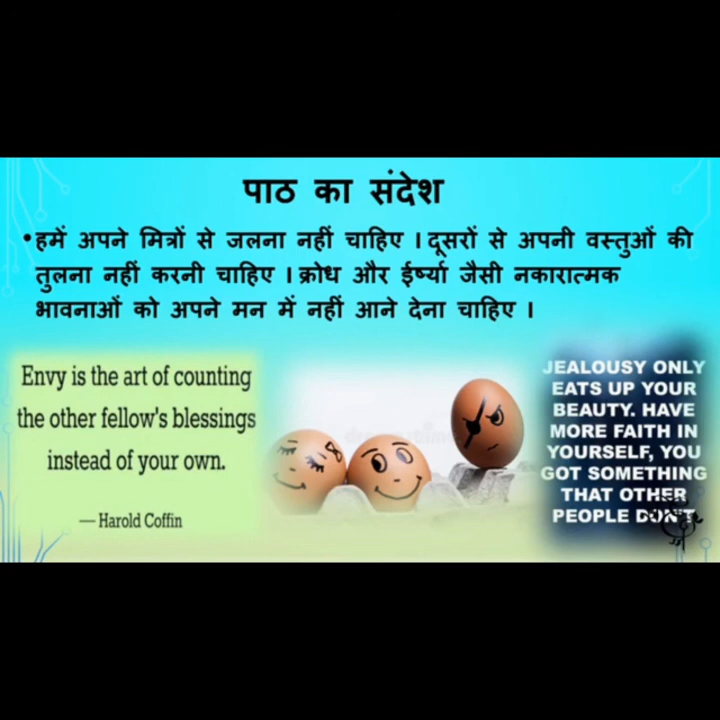 पाठ का संदेश
•हमें अपने मित्रों से जलना नहीं चाहिए । दूसरों से अपनी वस्तुओं की
तुलना नहीं करनी चाहिए । क्रोध और ईर्ष्या जैसी नकारात्मक
भावनाओं को अपने मन में नहीं आने देना चाहिए ।
Envy is the art of counting
the other fellow's blessings
instead of your own.
— Harold Coffin
JEALOUSY ONLY
EATS UP YOUR
BEAUTY. HAVE
MORE FAITH IN
YOURSELF, YOU
GOT SOMETHING
THAT OTHER
PEOPLE DON'T.